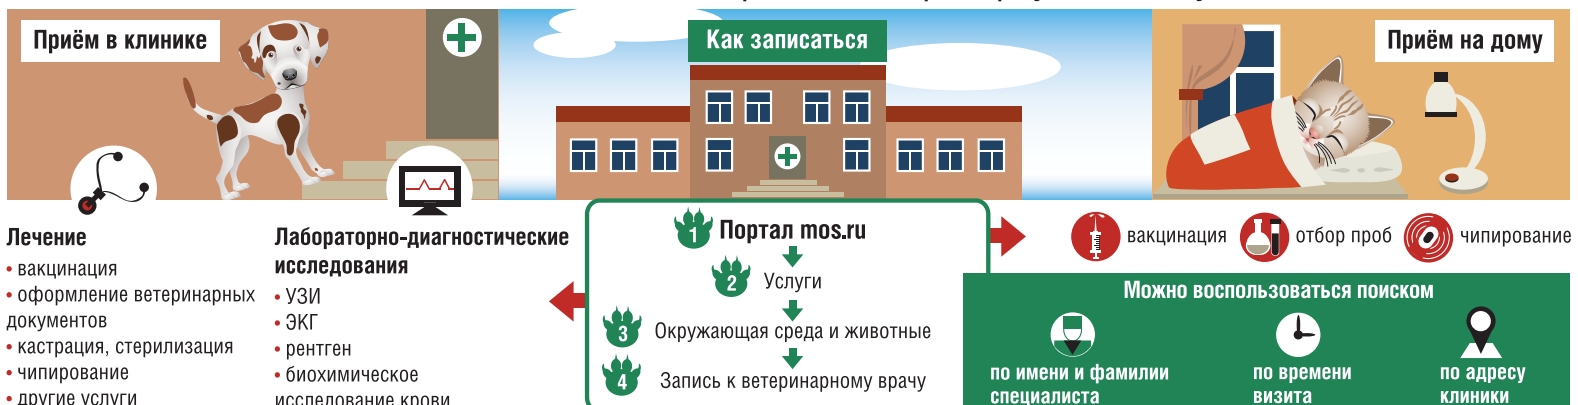 Приём в клинике
Как записаться
Приём на дому
Лечение
• вакцинация
• оформление ветеринарных
документов
• кастрация, стерилизация
• чипирование
• другие услуги
Лабораторно-диагностические
исследования
• УЗИ
• ЭКГ
• рентген
• биохимическое
исследование крови
1 Портал mos.ru
2 Услуги
3 Окружающая среда и животные
4 Запись к ветеринарному врачу
вакцинация
отбор проб
чипирование
Можно воспользоваться поиском
по имени и фамилии
специалиста
по времени
визита
по адресу
клиники